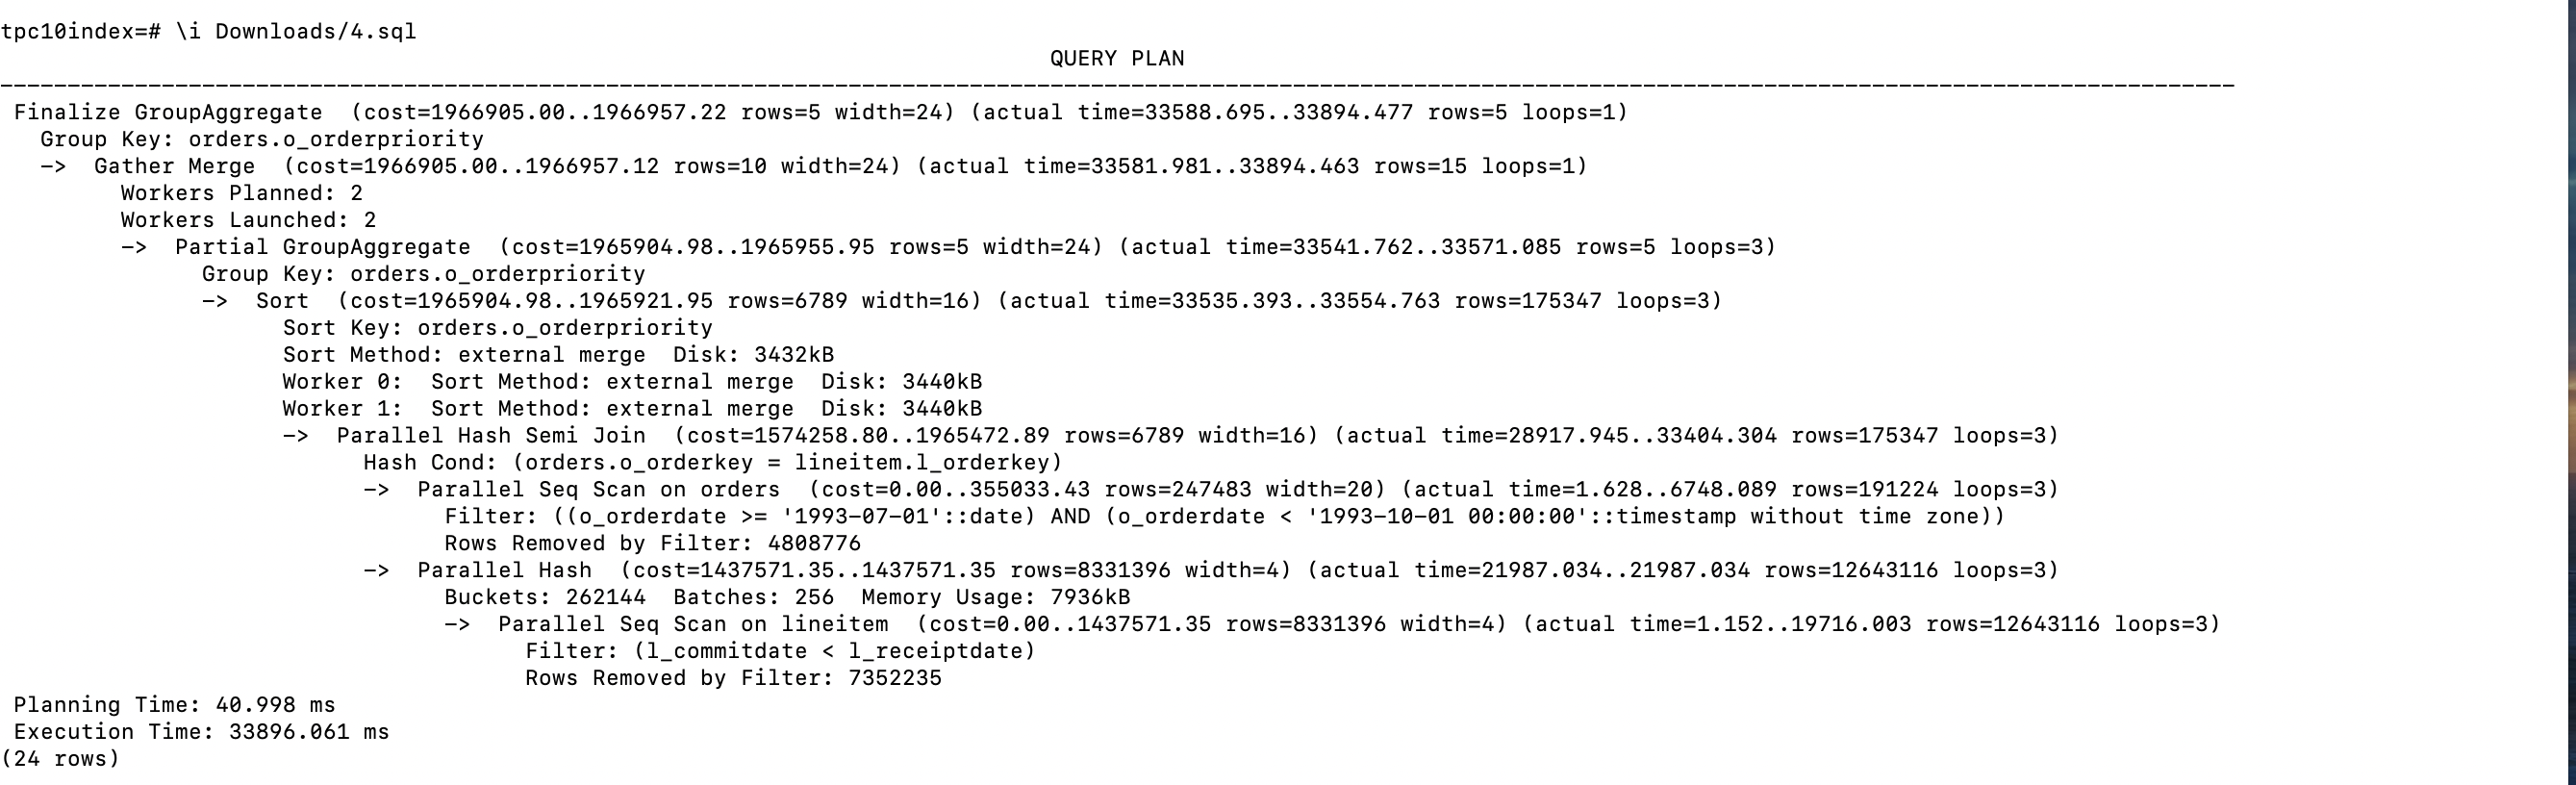 tpc10index=# \i Downloads/4.sql
QUERY PLAN
---------------------------------------------------------------------------------------------------------------------------------------------------------------------
Finalize GroupAggregate  (cost=1966905.00..1966957.22 rows=5 width=24) (actual time=33588.695..33894.477 rows=5 loops=1)
Group Key: orders.o_orderpriority
->  Gather Merge  (cost=1966905.00..1966957.12 rows=10 width=24) (actual time=33581.981..33894.463 rows=15 loops=1)
Workers Planned: 2
Workers Launched: 2
->  Partial GroupAggregate  (cost=1965904.98..1965955.95 rows=5 width=24) (actual time=33541.762..33571.085 rows=5 loops=3)
Group Key: orders.o_orderpriority
->  Sort  (cost=1965904.98..1965921.95 rows=6789 width=16) (actual time=33535.393..33554.763 rows=175347 loops=3)
Sort Key: orders.o_orderpriority
Sort Method: external merge  Disk: 3432kB
Worker 0:  Sort Method: external merge  Disk: 3440kB
Worker 1:  Sort Method: external merge  Disk: 3440kB
->  Parallel Hash Semi Join  (cost=1574258.80..1965472.89 rows=6789 width=16) (actual time=28917.945..33404.304 rows=175347 loops=3)
Hash Cond: (orders.o_orderkey = lineitem.l_orderkey)
->  Parallel Seq Scan on orders  (cost=0.00..355033.43 rows=247483 width=20) (actual time=1.628..6748.089 rows=191224 loops=3)
Filter: ((o_orderdate >= '1993-07-01'::date) AND (o_orderdate < '1993-10-01 00:00:00'::timestamp without time zone))
Rows Removed by Filter: 4808776
->  Parallel Hash  (cost=1437571.35..1437571.35 rows=8331396 width=4) (actual time=21987.034..21987.034 rows=12643116 loops=3)
Buckets: 262144  Batches: 256  Memory Usage: 7936kB
->  Parallel Seq Scan on lineitem  (cost=0.00..1437571.35 rows=8331396 width=4) (actual time=1.152..19716.003 rows=12643116 loops=3)
Filter: (l_commitdate < l_receiptdate)
Rows Removed by Filter: 7352235
Planning Time: 40.998 ms
Execution Time: 33896.061 ms
(24 rows)